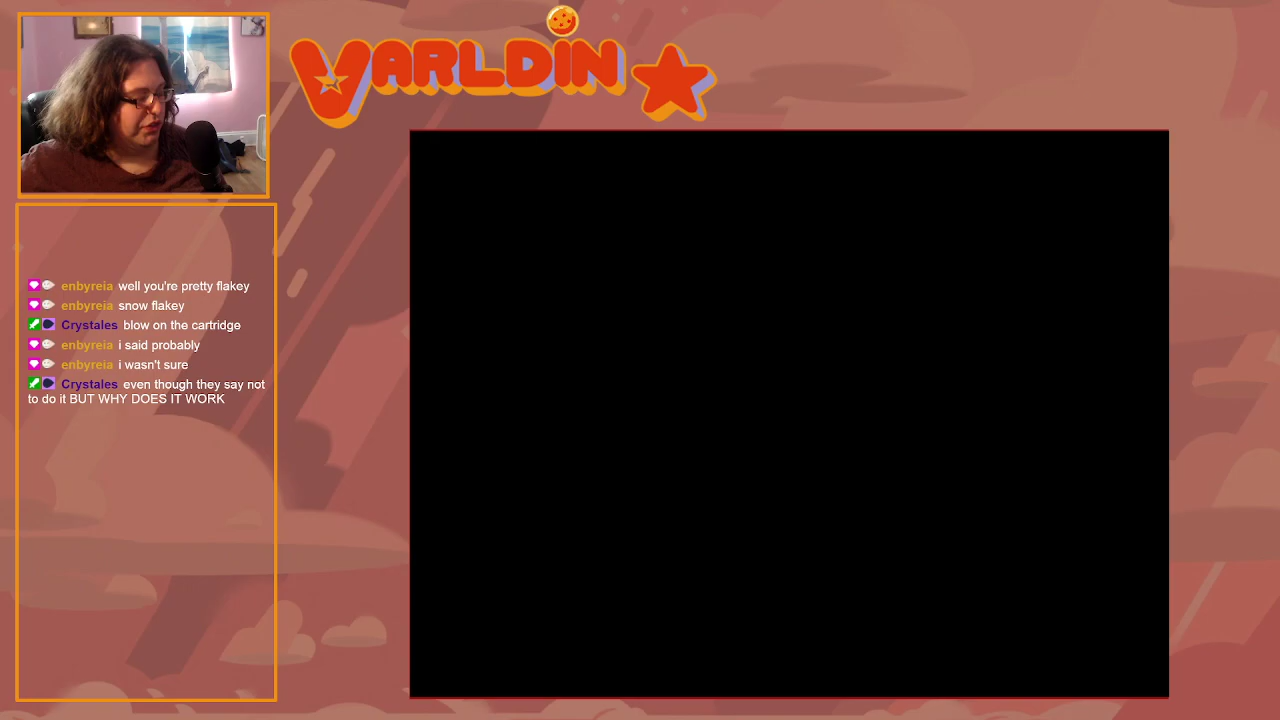 VARLDIN
enbyreia well you're pretty flakey
enbyreia snow flakey
Crystales blow on the cartridge
enbyreia i said probably
enbyreia i wasn't sure
Crystales even though they say not
to do it BUT WHY DOES IT WORK